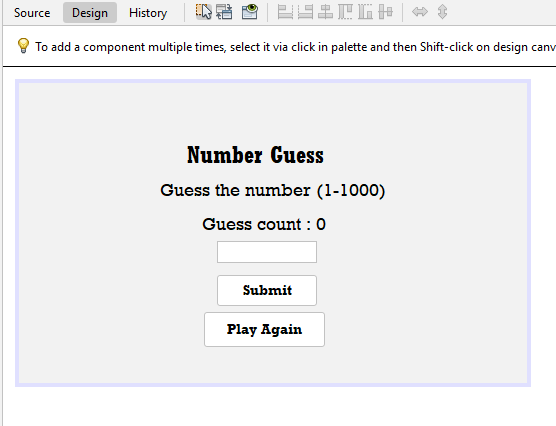 Source Design History
To add a component multiple times, select it via click in palette and then Shift-click on design canv
Number Guess
Guess the number (1-1000)
Guess count : 0
Submit
Play Again